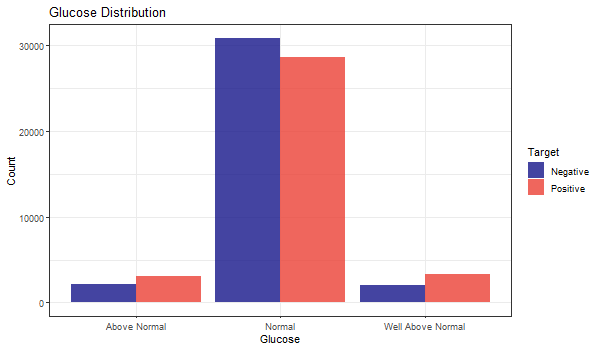 Glucose Distribution
30000
20000
10000
0
Count
Above Normal
Normal
Well Above Normal
Glucose
Target
Negative
Positive